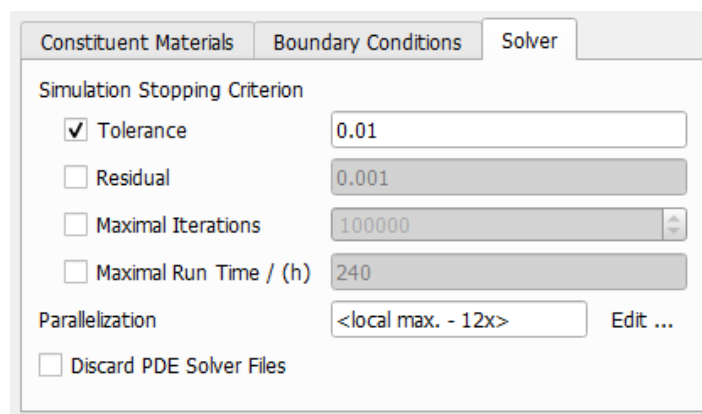 Constituent Materials Boundary Conditions Solver
Simulation Stopping Criterion
Tolerance 0.01
Residual 0.001
Maximal Iterations 100000
Maximal Run Time / (h) 240
Parallelization <local max. - 12x> Edit ...
Discard PDE Solver Files